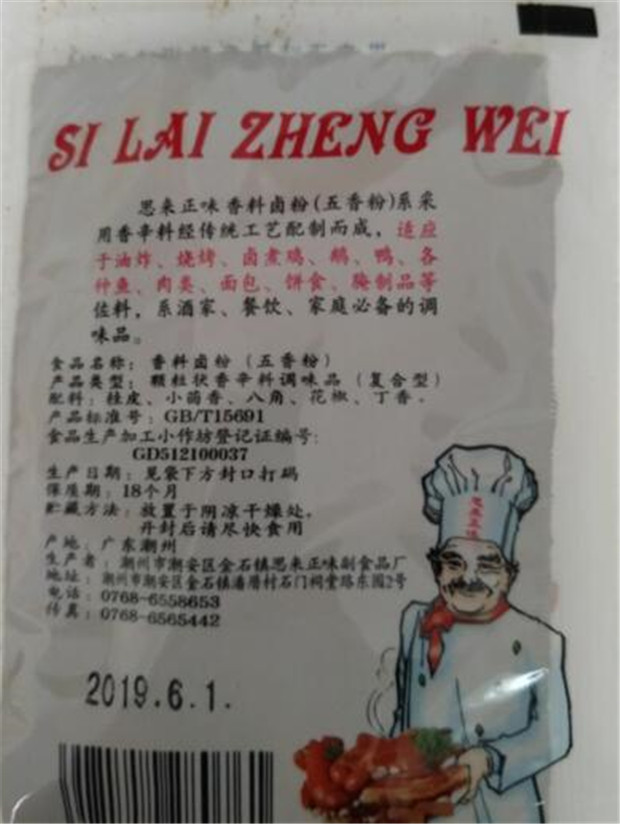 SI LAI ZHENG WEI
思来正味香料卤粉(五香粉)系采
用香辛料经传统工艺配制而成，适应
于油炸、烧烤、卤煮鸡、鹅、鸭、各
种鱼、肉类、面包、饼食、腌制品等
佐料，系酒家、餐饮、家庭必备的调
味品。
食品名称：香料卤粉（五香粉）
产品类型：颗粒状香辛料调味品（复合型）
配料：桂皮、小茴香、八角、花椒、丁香。
产品标准号：GB/T15691
食品生产加工小作坊登记证编号：
GD512100037
生产日期：见袋下方封口打码
保质期：18个月
贮藏方法：放置于阴凉干燥处，
开封后请尽快食用
产地：广东潮州
生产者：潮州市潮安区金石镇思来正味副食品厂
地址：潮州市潮安区金石镇潘厝村石门祠堂路东园2号
电话：0768-6558653
传真：0768-6565442
思来正味
2019.6.1.